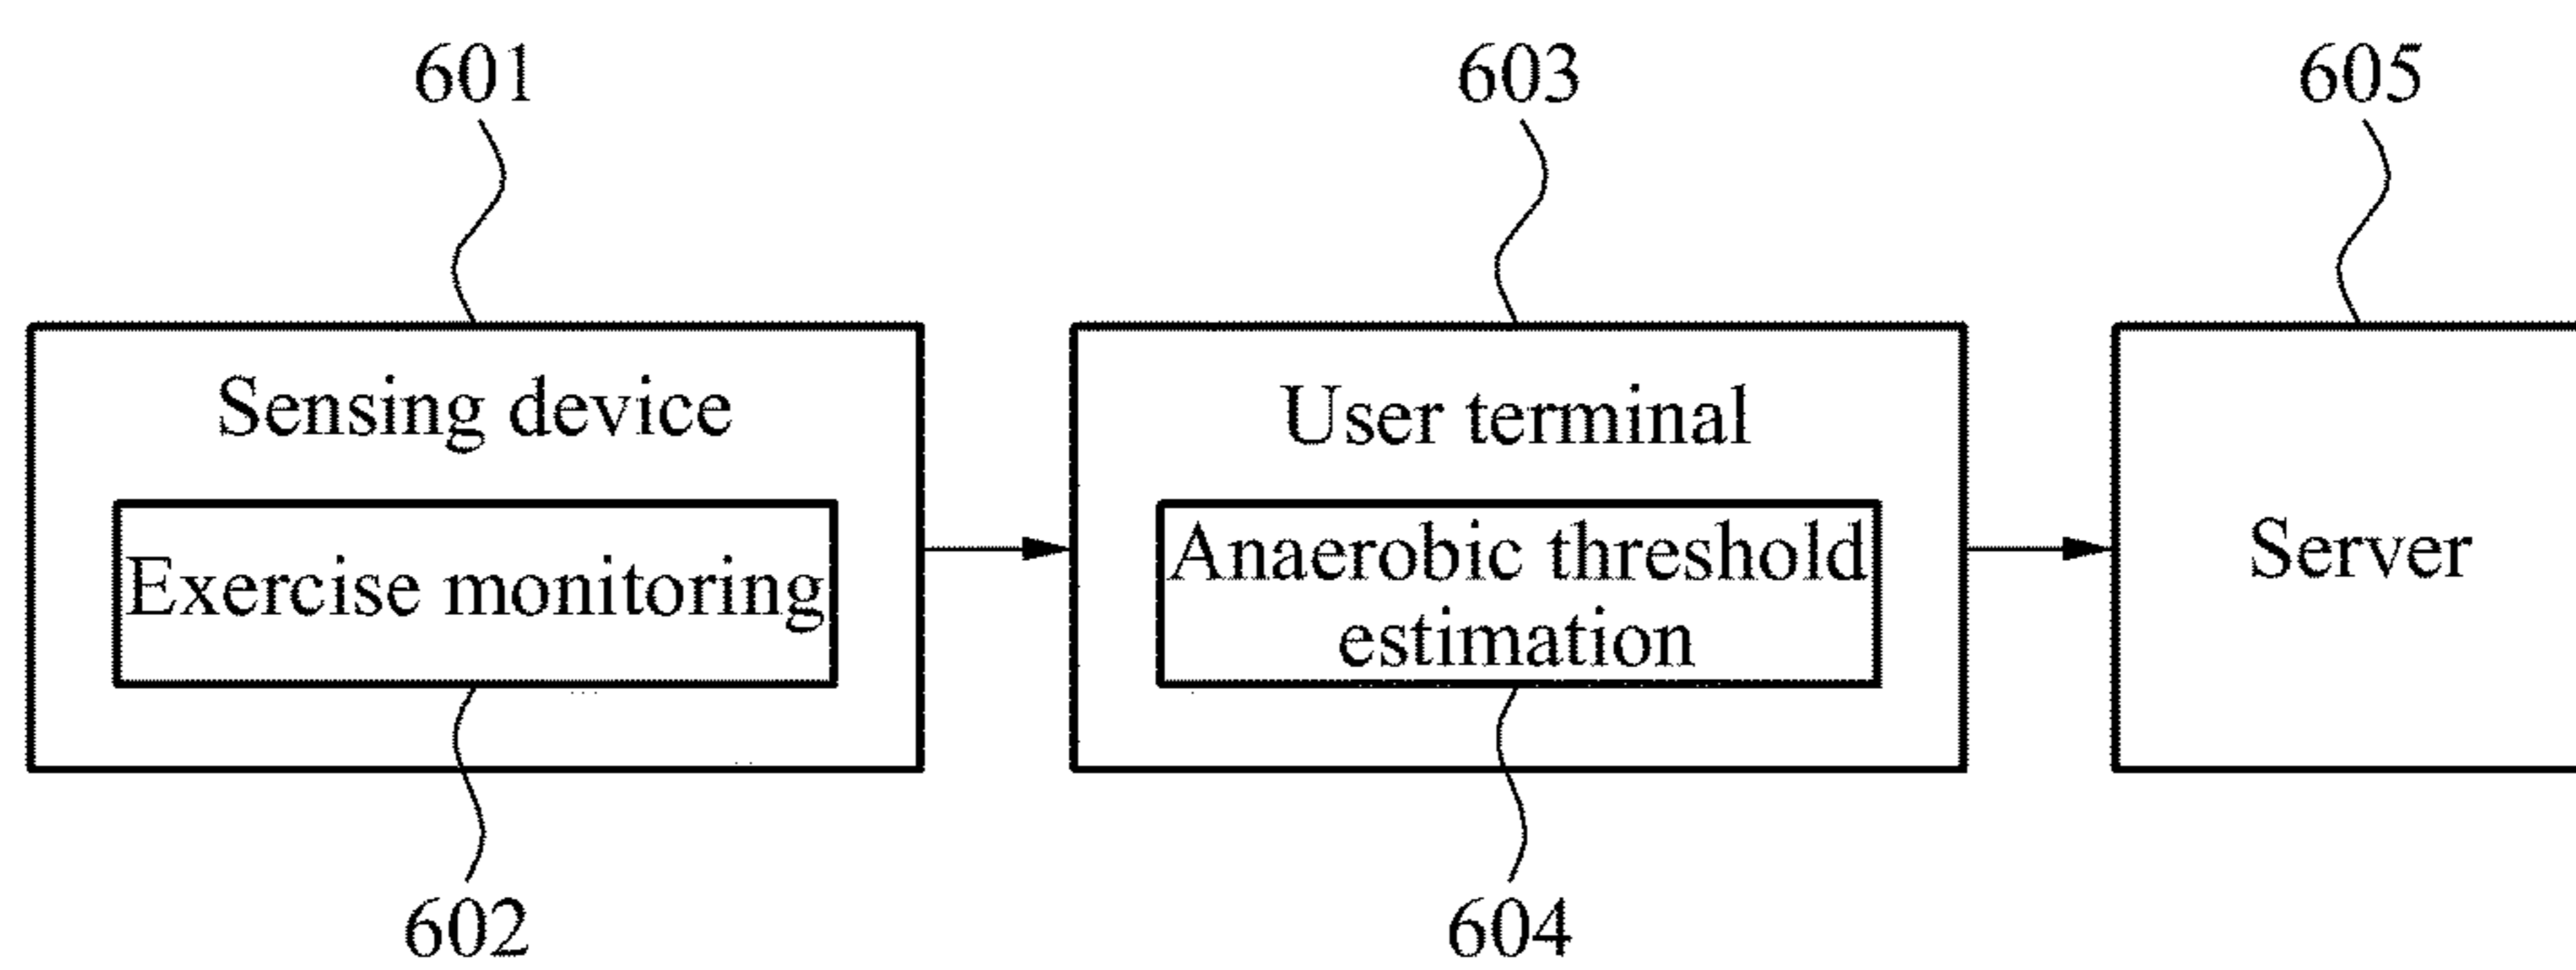 601
603
605
Sensing device
User terminal
Exercise monitoring
Anaerobic threshold
estimation
Server
602
604